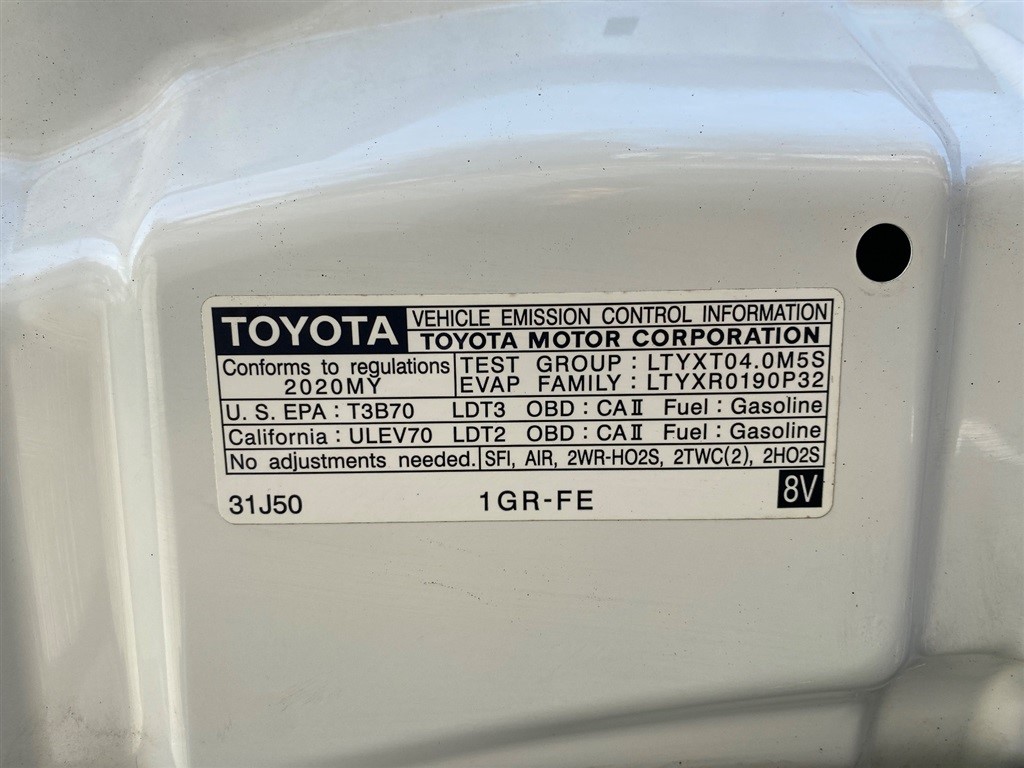 TOYOTA VEHICLE EMISSION CONTROL INFORMATION
TOYOTA MOTOR CORPORATION
Conforms to regulations
2020MY
TEST GROUP : LTYXT04.0M5S
EVAP FAMILY : LTYXR0190P32
U. S. EPA : T3B70 LDT3 OBD : CAⅡ Fuel : Gasoline
California : ULEV70 LDT2 OBD : CAⅡ Fuel : Gasoline
No adjustments needed. SFI, AIR, 2WR-HO2S, 2TWC(2), 2HO2S
31J50 1GR-FE 8V